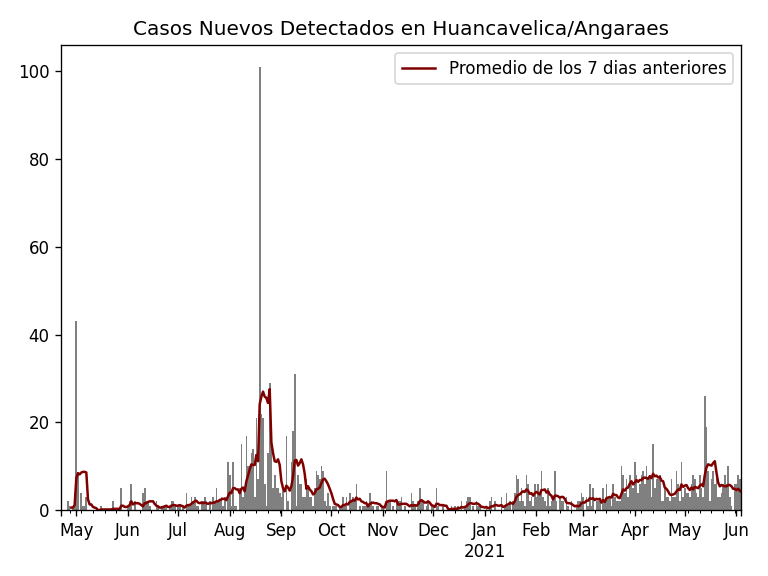 Casos Nuevos Detectados en Huancavelica/Angaraes
Promedio de los 7 dias anteriores
100
80
60
40
20
0
May Jun Jul Aug Sep Oct Nov Dec Jan Feb Mar Apr May Jun
2021